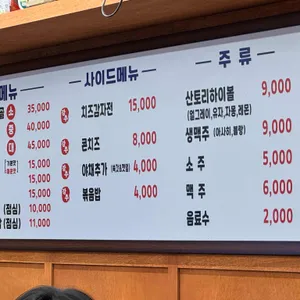 메뉴
소 35,000
중 40,000
대 45,000
15,000
15,000
15,000
(점심) 10,000
(점심) 11,000
사이드메뉴
치즈감자전 15,000
콘치즈 8,000
야채추가 4,000
볶음밥 4,000
주 류
산토리하이볼 9,000
(얼그레이,유자,자몽,레몬)
생맥주 (아사히,블랑) 9,000
소 주 5,000
맥 주 6,000
음료수 2,000